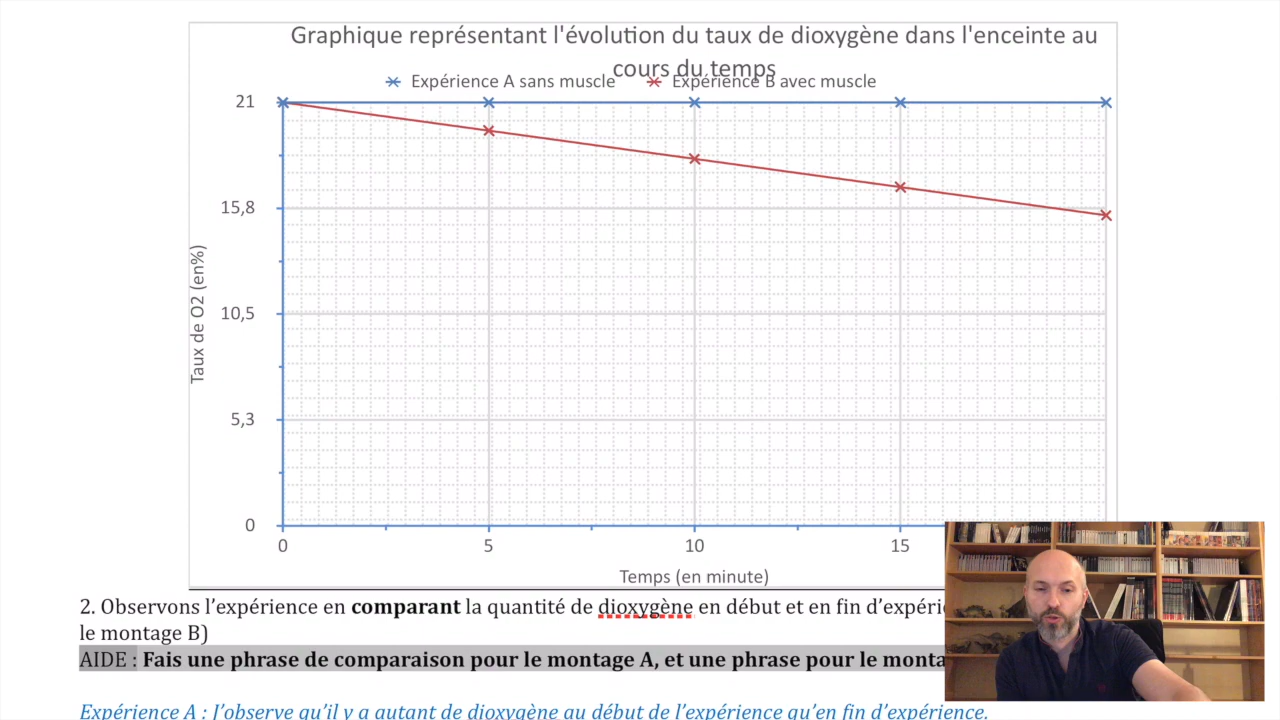 Graphique représentant l'évolution du taux de dioxygène dans l'enceinte au
cours du temps
Expérience A sans muscle Expérience B avec muscle
21
15,8
10,5
5,3
0
Taux de O2 (en%)
0 5 10 15
Temps (en minute)
2. Observons l'expérience en comparant la quantité de dioxygène en début et en fin d'expéri
le montage B)
AIDE : Fais une phrase de comparaison pour le montage A, et une phrase pour le monta
Expérience A : J'observe qu'il y a autant de dioxygène au début de l'expérience qu'en fin d'expérience.